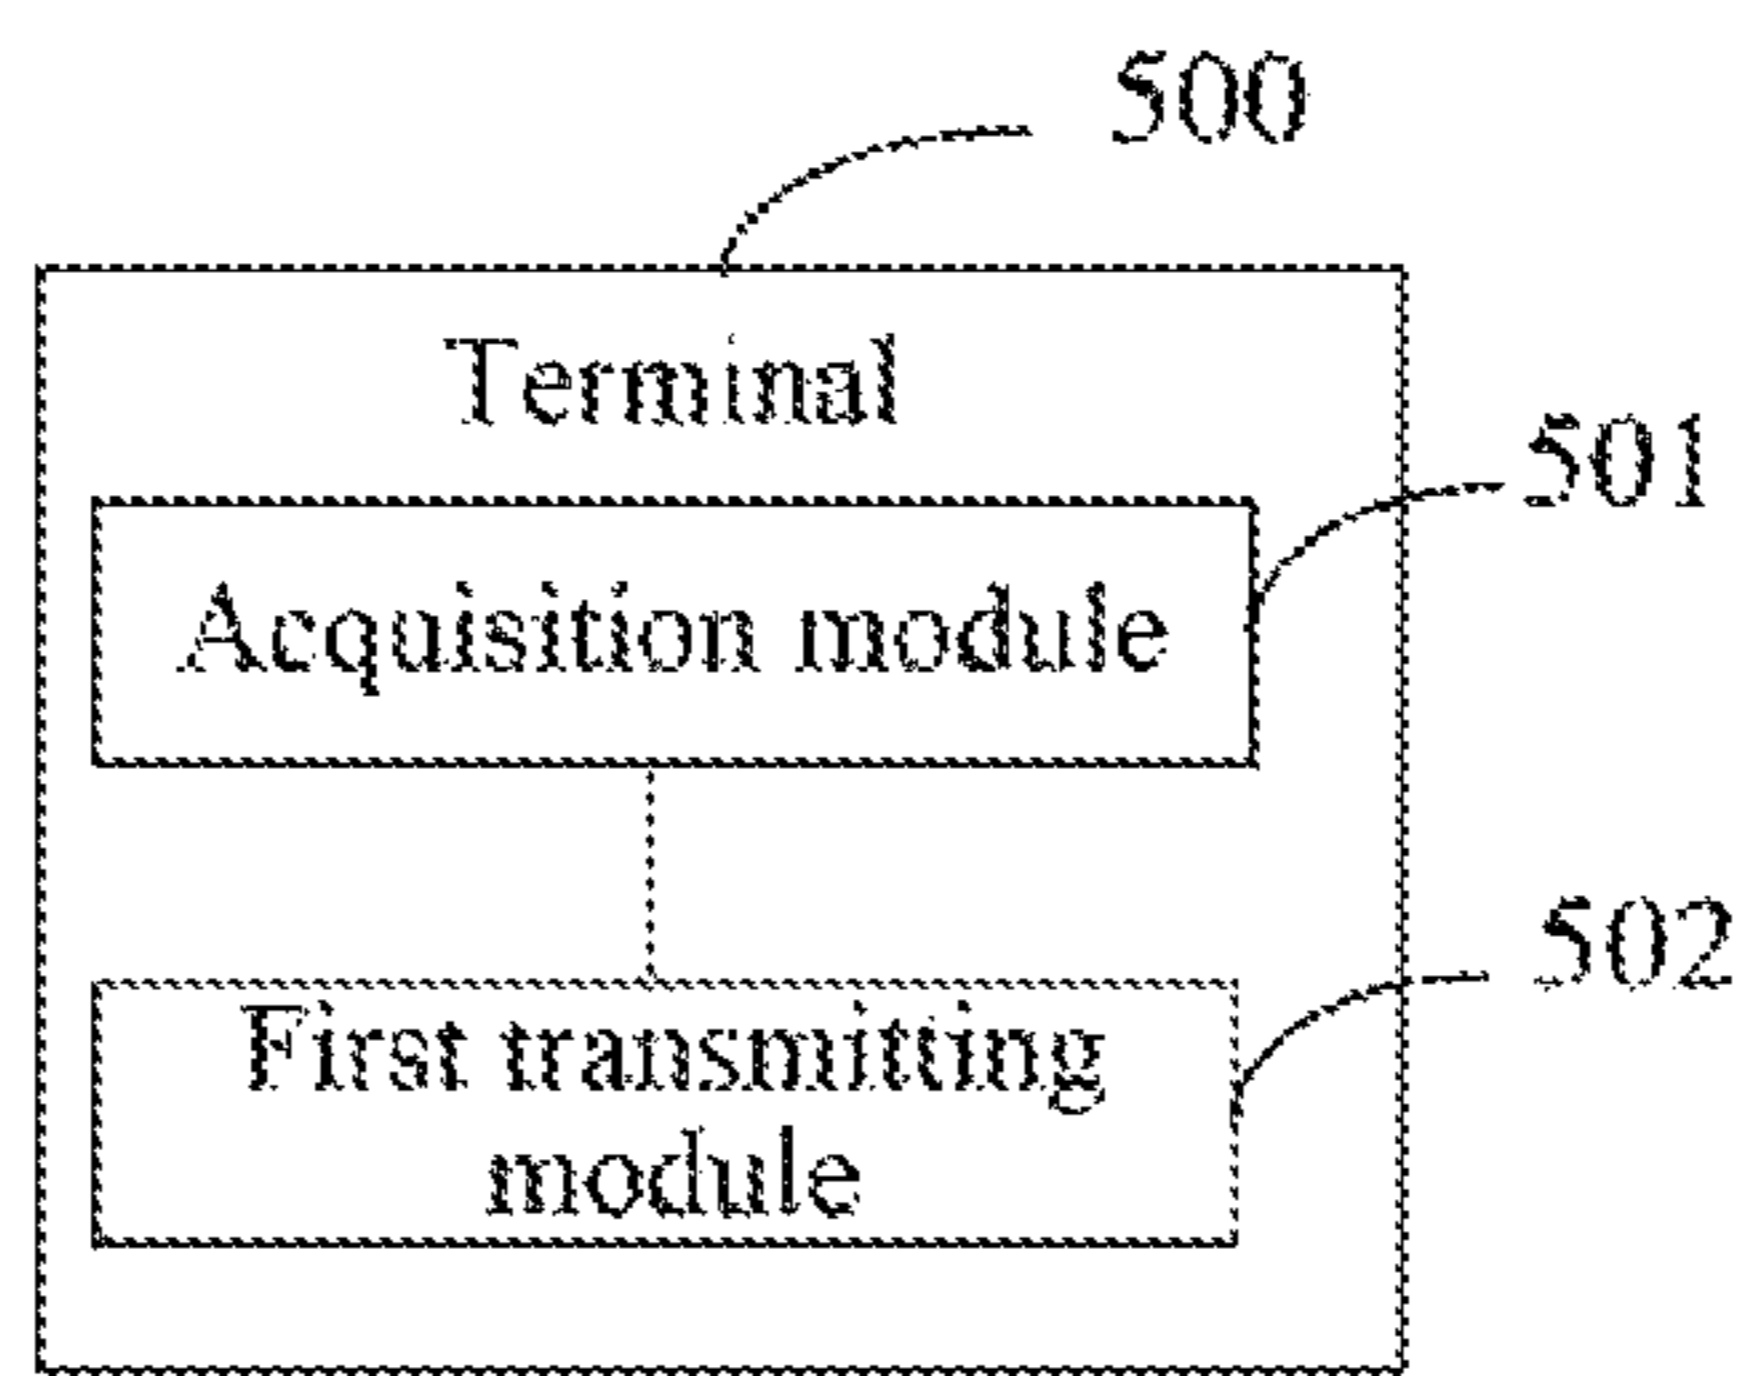 500
Terminal
501
Acquisition module
502
First transmitting
module